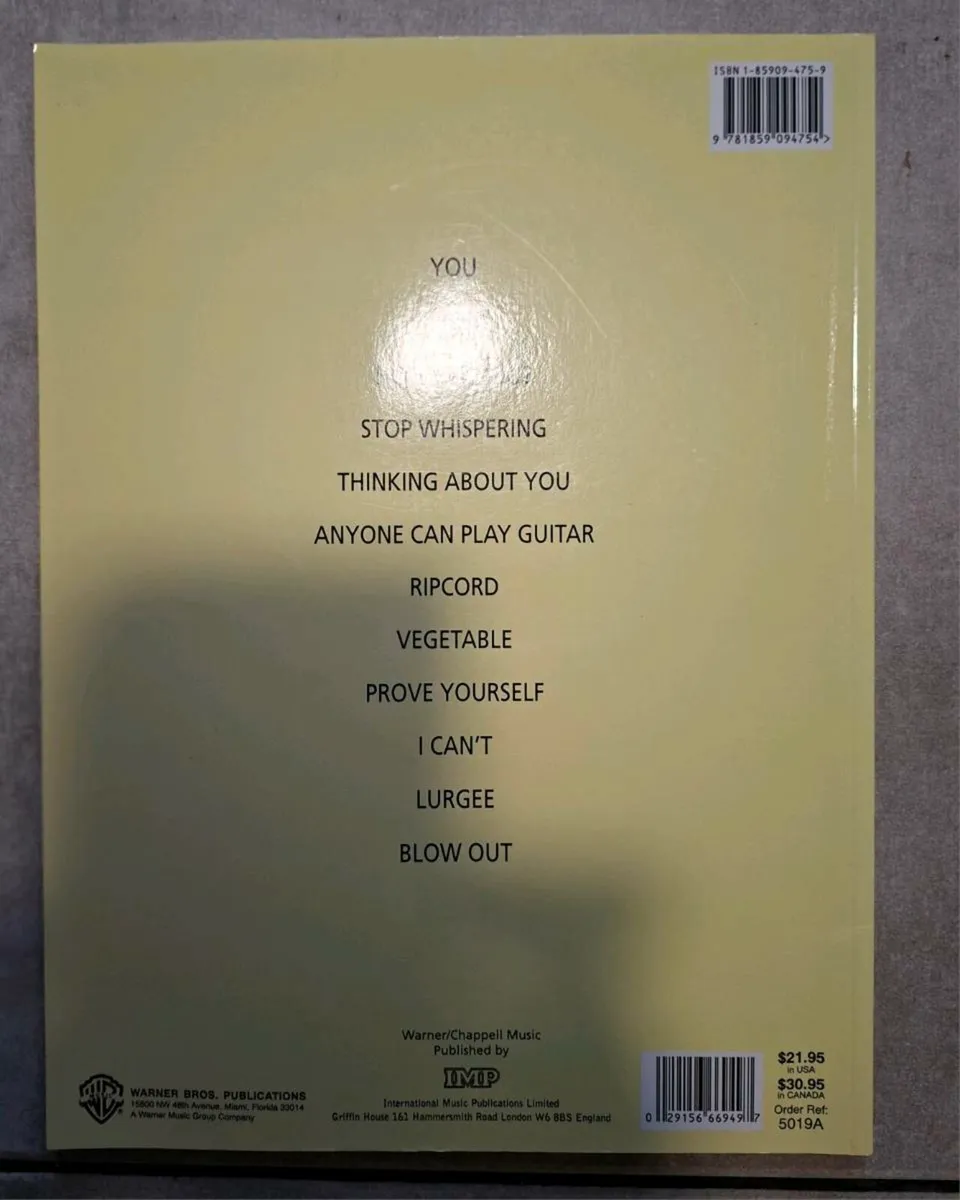 ISBN 1-85909-475-9
9 781859 094754 >
YOU
STOP WHISPERING
THINKING ABOUT YOU
ANYONE CAN PLAY GUITAR
RIPCORD
VEGETABLE
PROVE YOURSELF
I CAN'T
LURGEE
BLOW OUT
Warner/Chappell Music
Published by
IMP
International Music Publications Limited
Griffin House 161 Hammersmith Road London W6 8BS England
WB
WARNER BROS. PUBLICATIONS
15800 NW 48th Avenue, Miami, Florida 33014
A Warner Music Group Company
0 29156 66949 7
$21.95
in USA
$30.95
in CANADA
Order Ref:
5019A